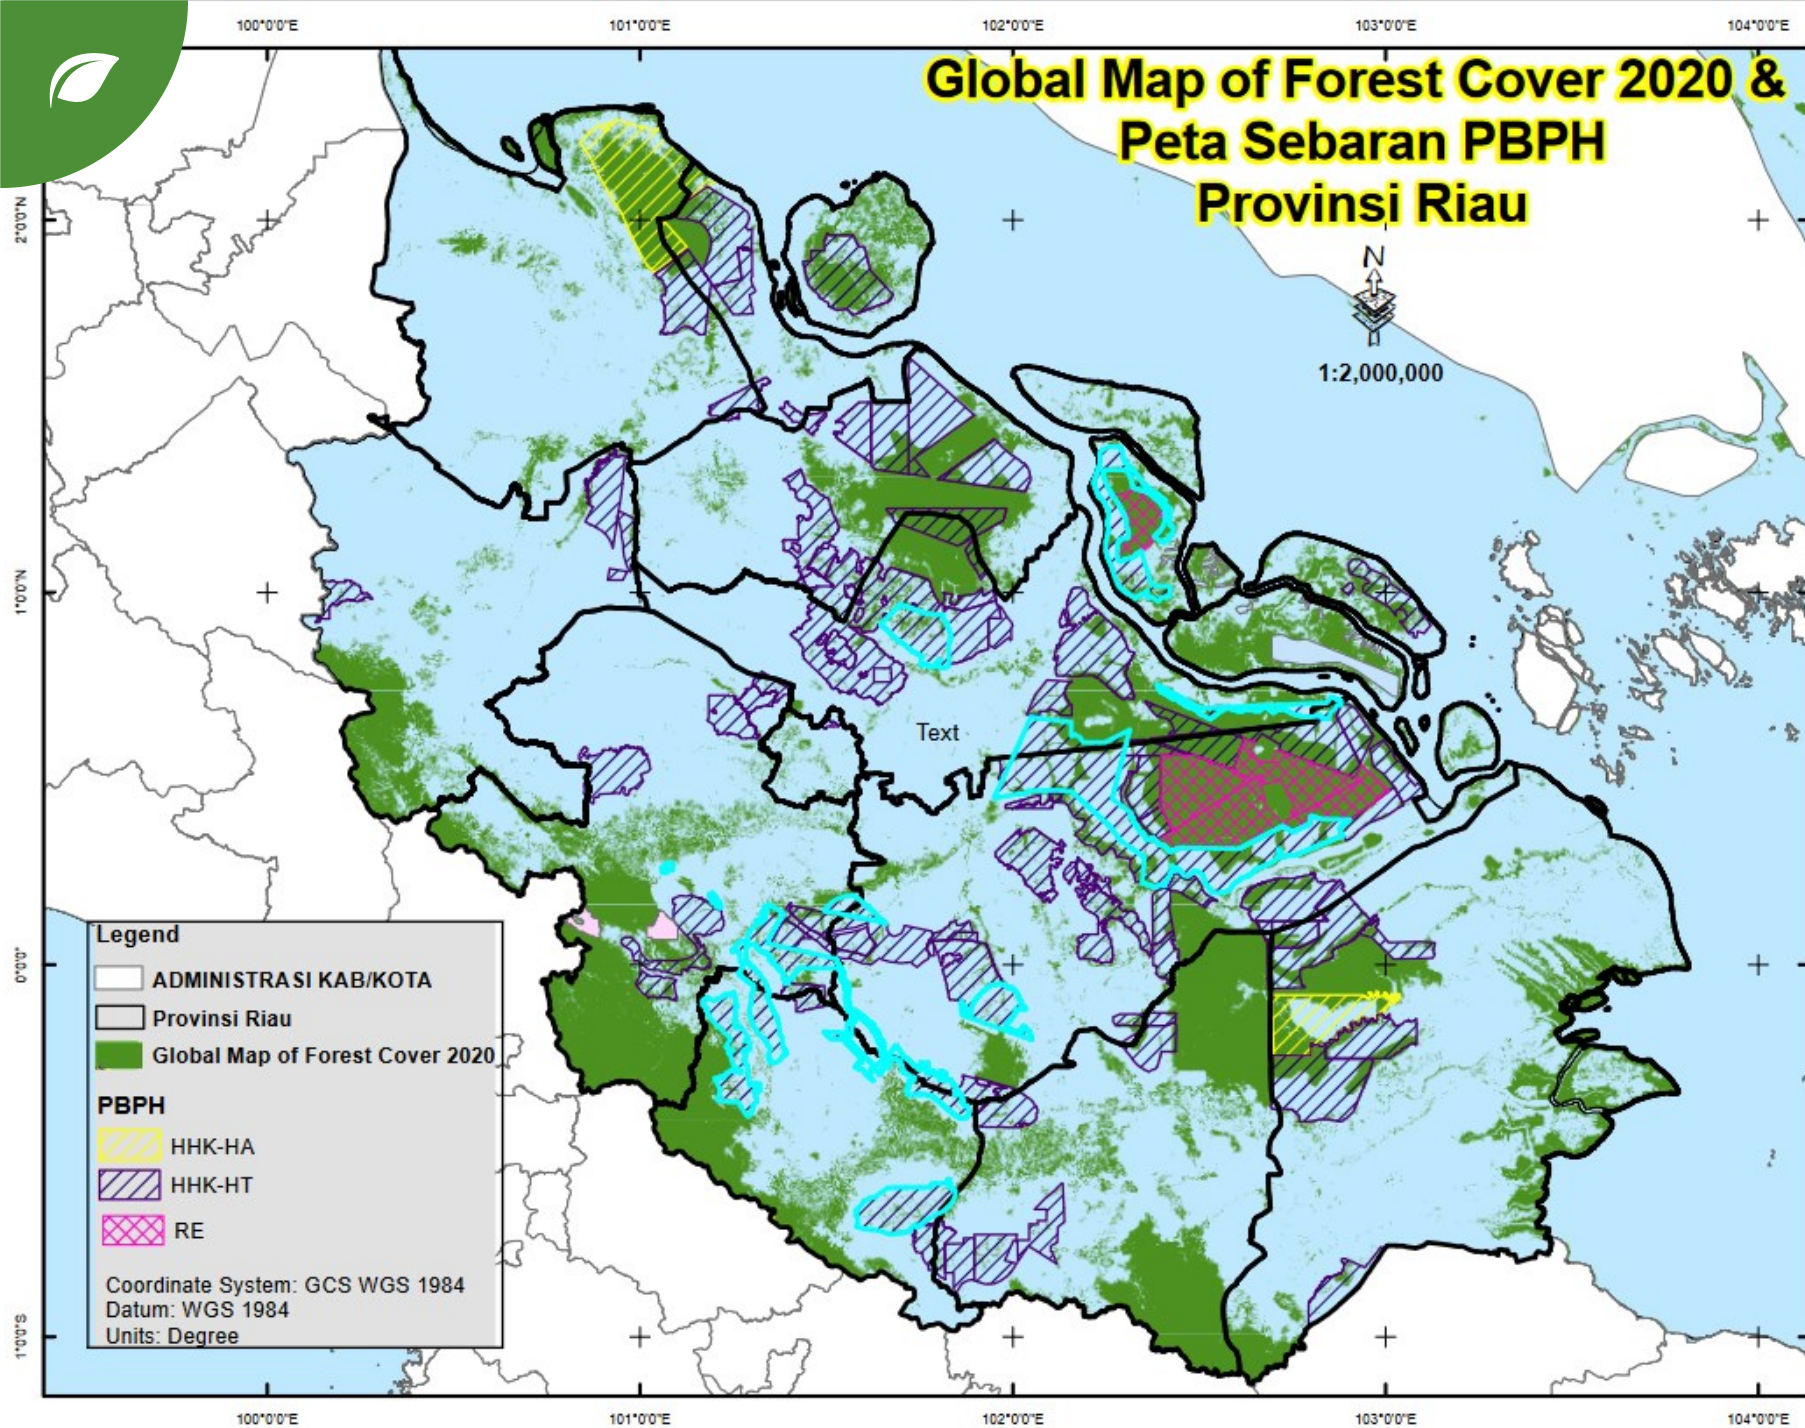 100°0'0"E 101°0'0"E 102°0'0"E 103°0'0"E 104°0'0"E
Global Map of Forest Cover 2020 &
Peta Sebaran PBPH
Provinsi Riau
N
1:2,000,000
2°0'0"N
1°0'0"N
0°0'0"
1°0'0"S
Text
Legend
ADMINISTRASI KAB/KOTA
Provinsi Riau
Global Map of Forest Cover 2020
PBPH
HHK-HA
HHK-HT
RE
Coordinate System: GCS WGS 1984
Datum: WGS 1984
Units: Degree
100°0'0"E 101°0'0"E 102°0'0"E 103°0'0"E 104°0'0"E